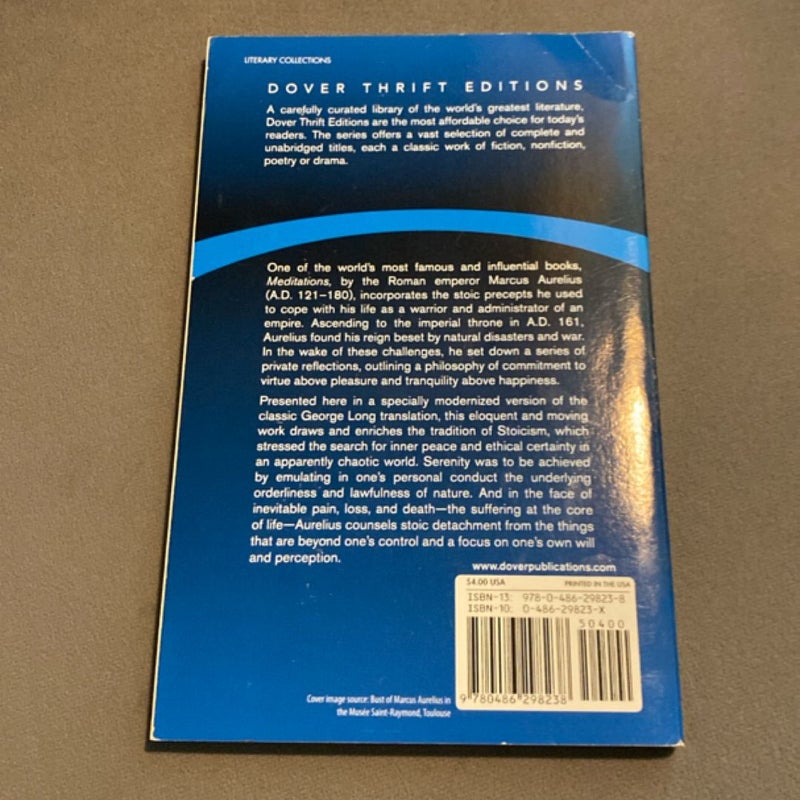 LITERARY COLLECTIONS
DOVER THRIFT EDITIONS
A carefully curated library of the world's greatest literature,
Dover Thrift Editions are the most affordable choice for today's
readers. The series offers a vast selection of complete and
unabridged titles, each a classic work of fiction, nonfiction,
poetry or drama.
One of the world's most famous and influential books,
Meditations, by the Roman emperor Marcus Aurelius
(A.D. 121–180), incorporates the stoic precepts he used
to cope with his life as a warrior and administrator of an
empire. Ascending to the imperial throne in A.D. 161,
Aurelius found his reign beset by natural disasters and war.
In the wake of these challenges, he set down a series of
private reflections, outlining a philosophy of commitment to
virtue above pleasure and tranquility above happiness.
Presented here in a specially modernized version of the
classic George Long translation, this eloquent and moving
work draws and enriches the tradition of Stoicism, which
stressed the search for inner peace and ethical certainty in
an apparently chaotic world. Serenity was to be achieved
by emulating in one's personal conduct the underlying
orderliness and lawfulness of nature. And in the face of
inevitable pain, loss, and death—the suffering at the core
of life—Aurelius counsels stoic detachment from the things
that are beyond one's control and a focus on one's own will
and perception.
www.doverpublications.com
$4.00 USA PRINTED IN THE USA
ISBN-13: 978-0-486-29823-8
ISBN-10: 0-486-29823-X
50400
9 780486 298238
Cover image source: Bust of Marcus Aurelius in
the Musée Saint-Raymond, Toulouse